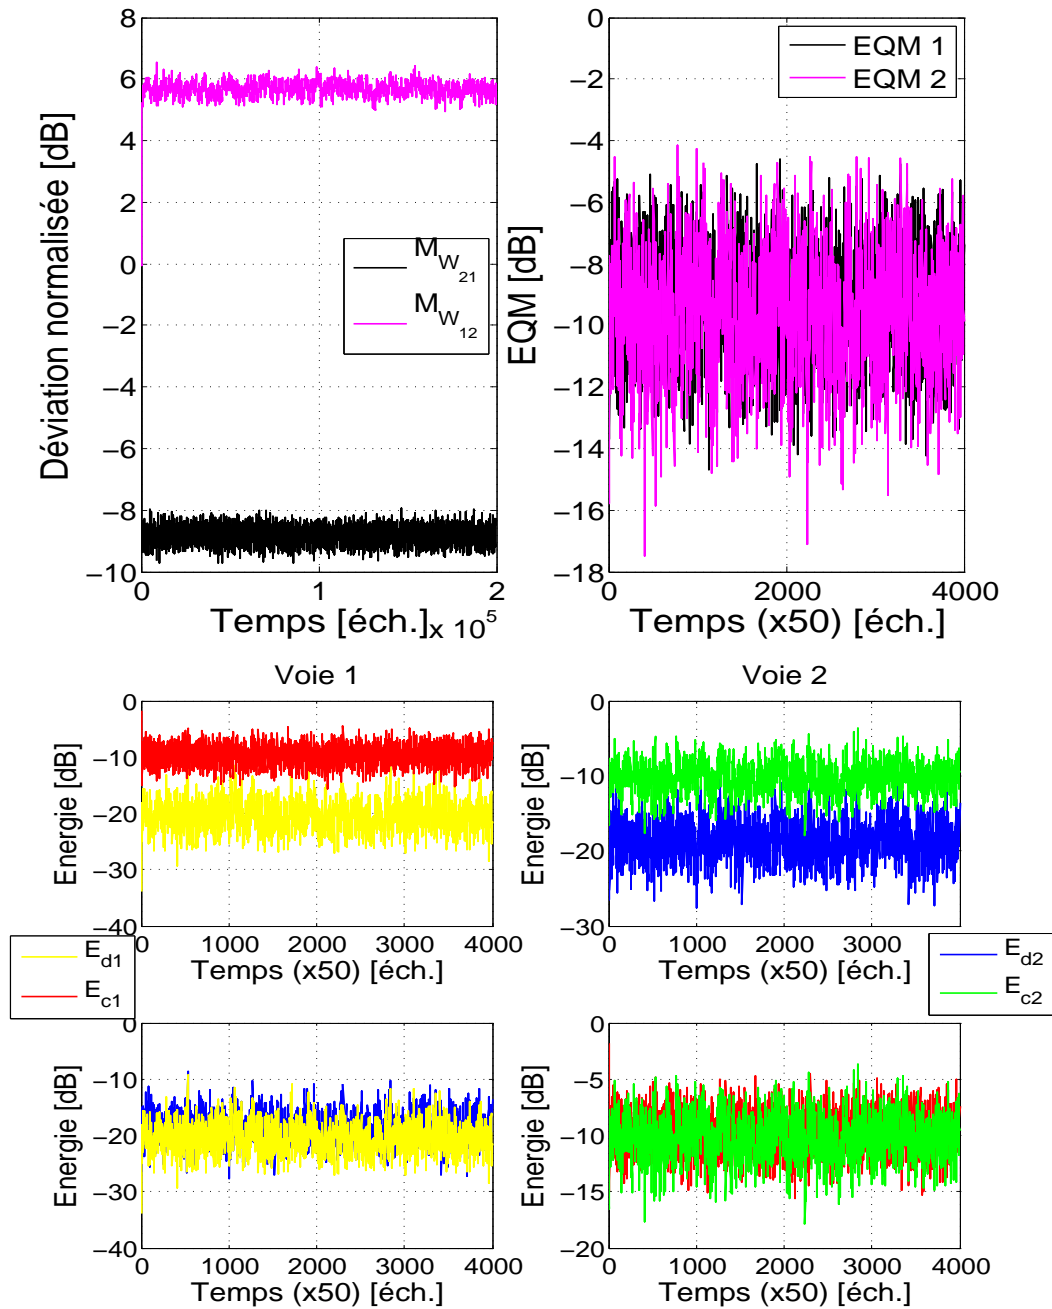 8
6
4
2
0
−2
−4
−6
−8
−10
0
1
2
x 10^5
Déviation normalisée [dB]
Temps [éch.]
M_W_21
M_W_12
0
−2
−4
−6
−8
−10
−12
−14
−16
−18
0
2000
4000
EQM [dB]
Temps (x50) [éch.]
EQM 1
EQM 2
Voie 1
0
−10
−20
−30
−40
0
1000
2000
3000
4000
Energie [dB]
Temps (x50) [éch.]
Voie 2
0
−10
−20
−30
0
1000
2000
3000
4000
Energie [dB]
Temps (x50) [éch.]
E_d1
E_c1
E_d2
E_c2
0
−10
−20
−30
−40
0
1000
2000
3000
4000
Energie [dB]
Temps (x50) [éch.]
0
−5
−10
−15
−20
0
1000
2000
3000
4000
Energie [dB]
Temps (x50) [éch.]